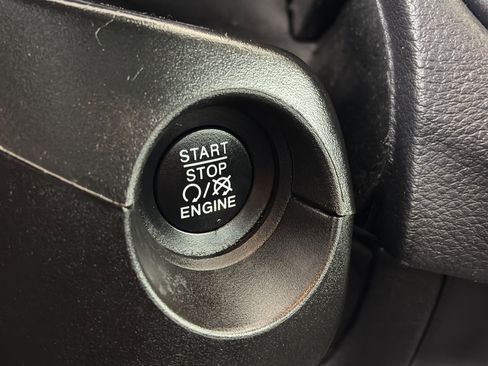 START
STOP
/
ENGINE